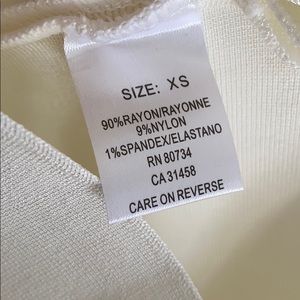 SIZE: XS
90%RAYON/RAYONNE
9%NYLON
1%SPANDEX/ELASTANO
RN 80734
CA 31458
CARE ON REVERSE